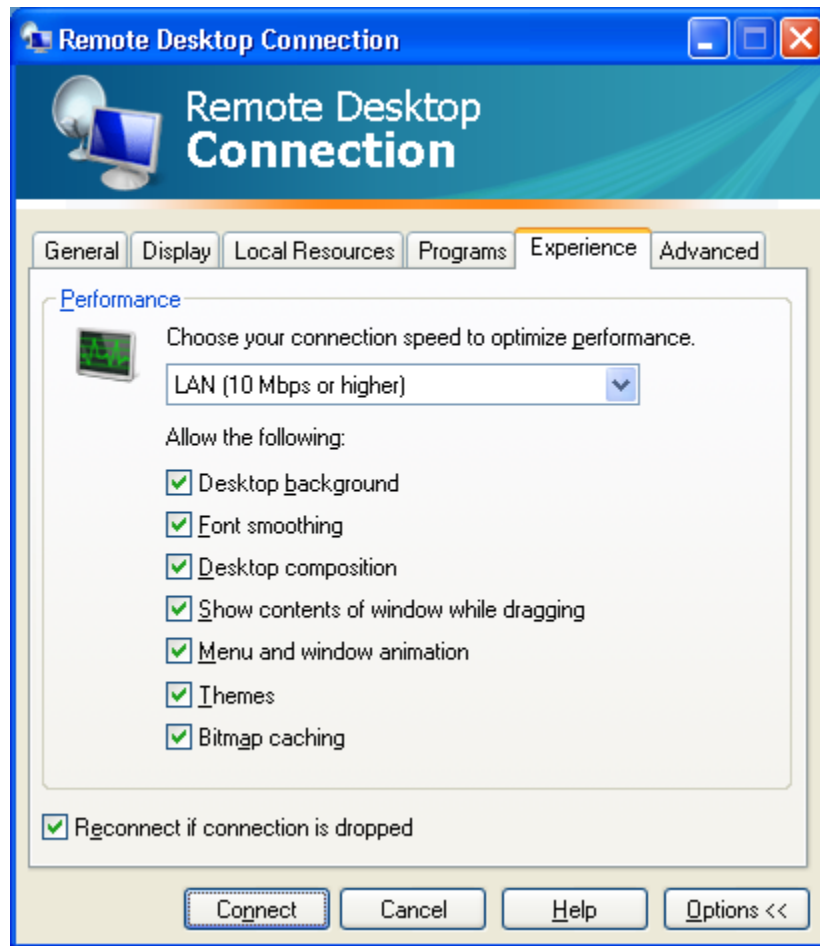 Remote Desktop Connection
Remote Desktop
Connection
General Display Local Resources Programs Experience Advanced
Performance
Choose your connection speed to optimize performance.
LAN (10 Mbps or higher)
Allow the following:
Desktop background
Font smoothing
Desktop composition
Show contents of window while dragging
Menu and window animation
Themes
Bitmap caching
Reconnect if connection is dropped
Connect Cancel Help Options <<